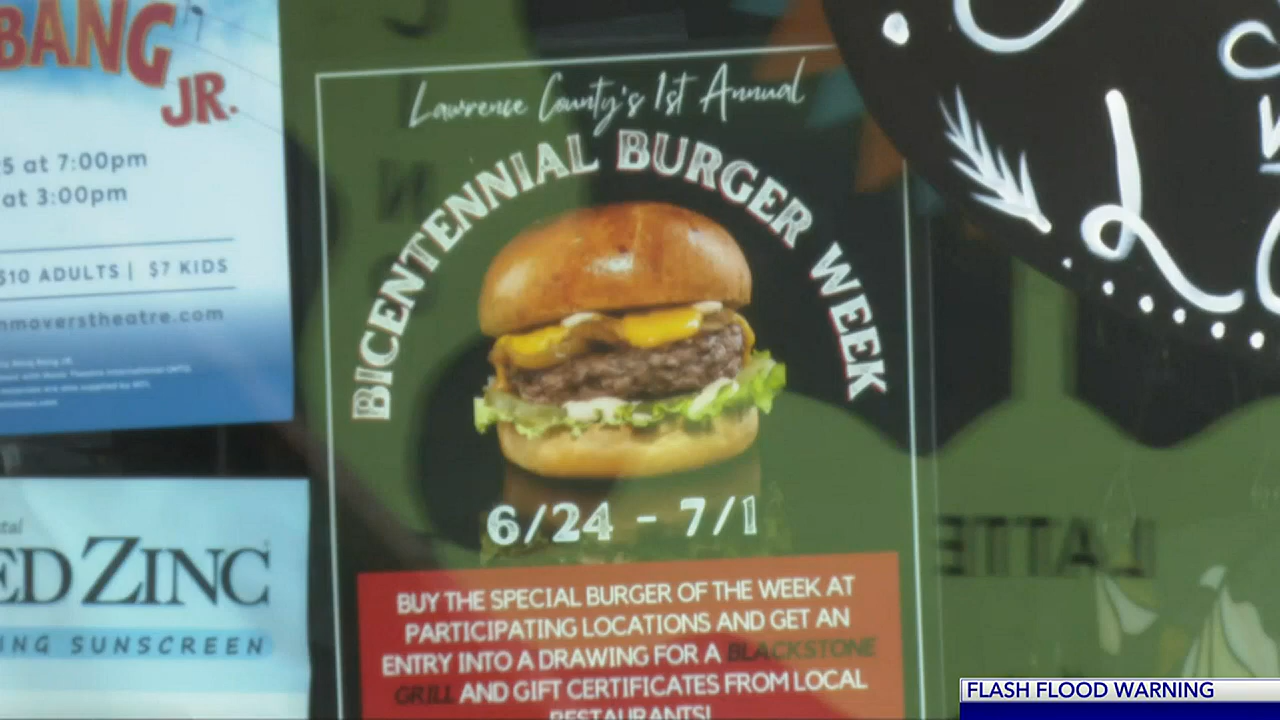 BANG
JR.
5 at 7:00pm
at 3:00pm
$10 ADULTS | $7 KIDS
nmoverstheatre.com
Lawrence County's 1st Annual
BICENTENNIAL BURGER WEEK
6/24 - 7/1
BUY THE SPECIAL BURGER OF THE WEEK AT
PARTICIPATING LOCATIONS AND GET AN
ENTRY INTO A DRAWING FOR A BLACKSTONE
GRILL AND GIFT CERTIFICATES FROM LOCAL
RESTAURANTS!
ED ZINC
ING SUNSCREEN
LATTE
FLASH FLOOD WARNING